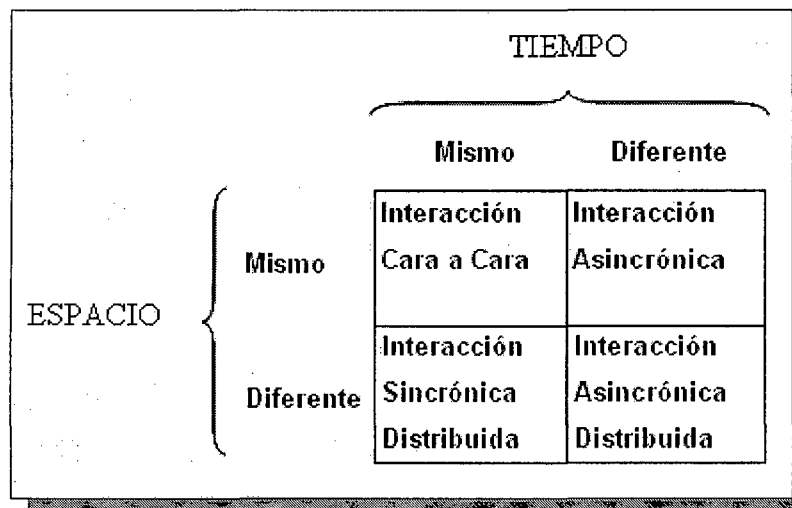 TIEMPO
Mismo Diferente
Interacción Interacción
Mismo Cara a Cara Asincrónica
ESPACIO
Interacción Interacción
Diferente Sincrónica Asincrónica
Distribuida Distribuida